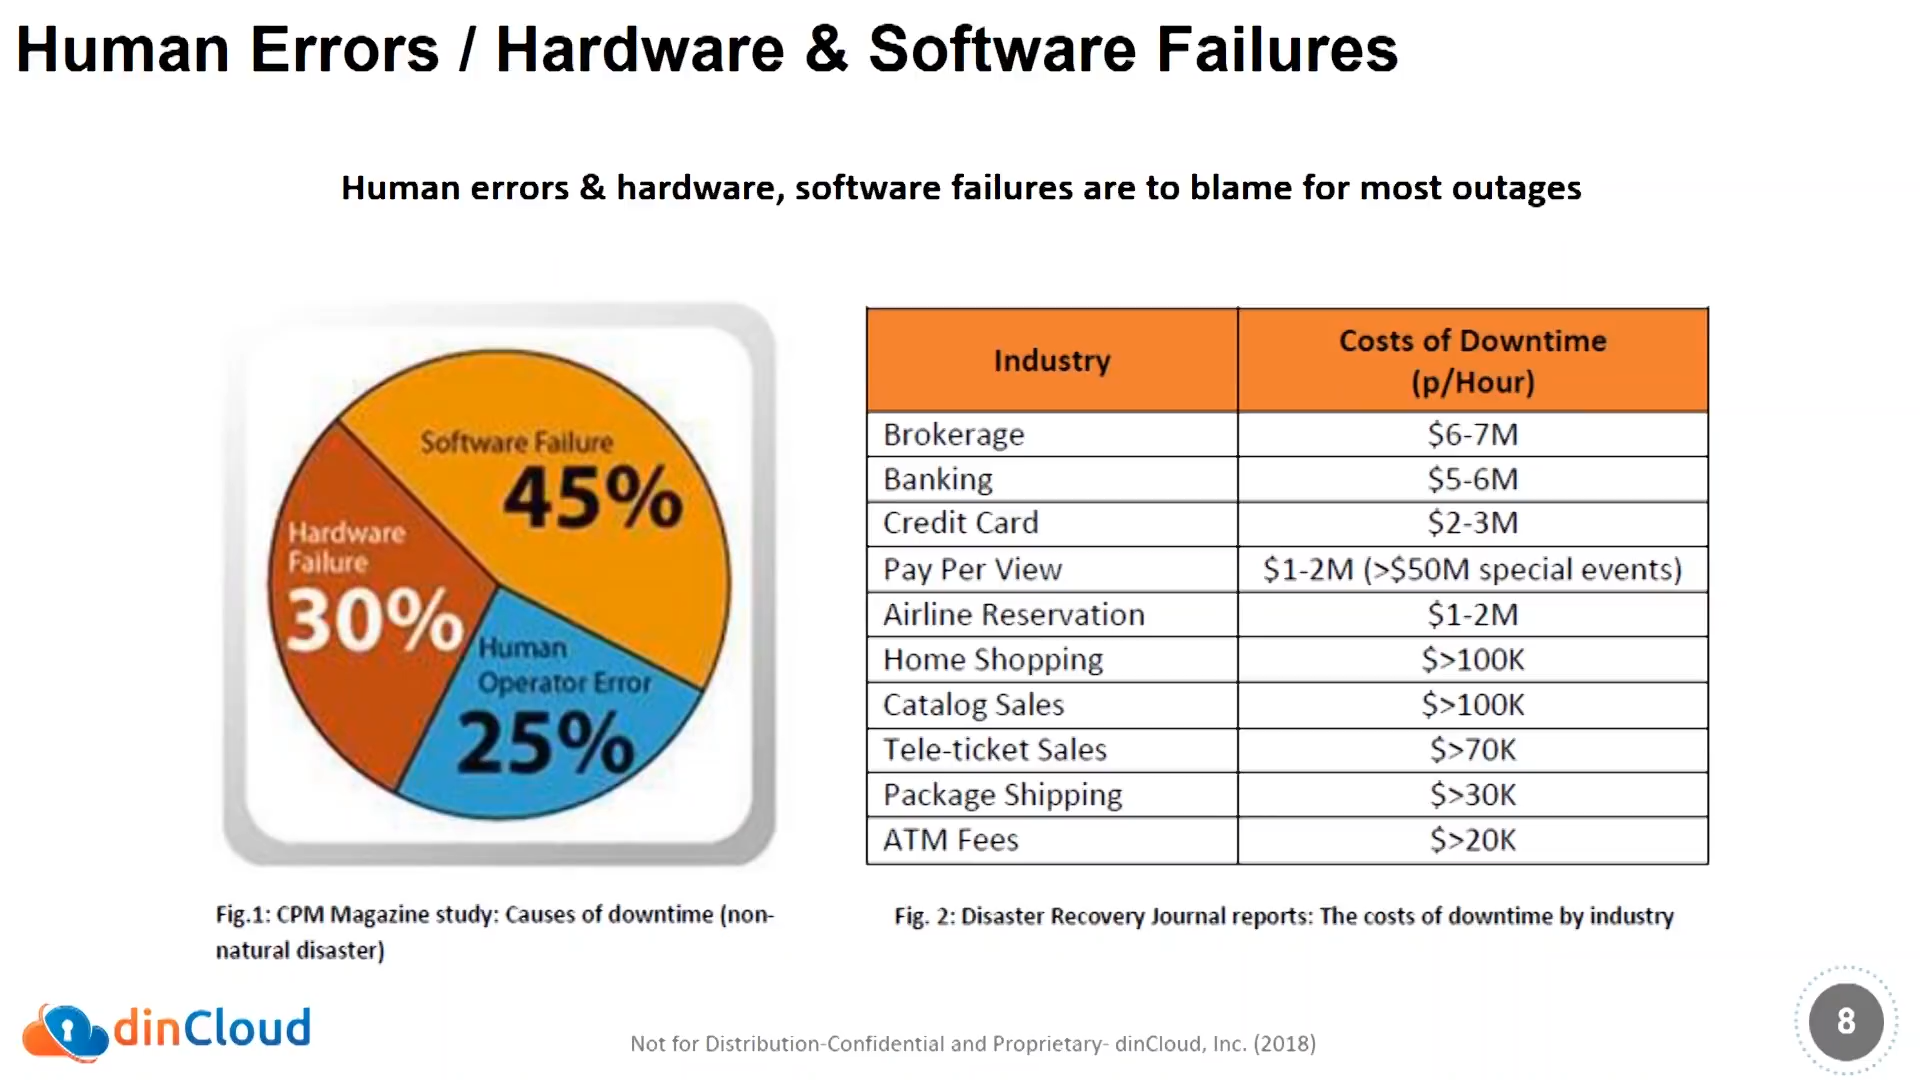 Human Errors / Hardware & Software Failures
Human errors & hardware, software failures are to blame for most outages
Software Failure
45%
Hardware
Failure
30%
Human
Operator Error
25%
Industry
Costs of Downtime
(p/Hour)
Brokerage $6-7M
Banking $5-6M
Credit Card $2-3M
Pay Per View $1-2M (>$50M special events)
Airline Reservation $1-2M
Home Shopping $>100K
Catalog Sales $>100K
Tele-ticket Sales $>70K
Package Shipping $>30K
ATM Fees $>20K
Fig.1: CPM Magazine study: Causes of downtime (non-
natural disaster)
Fig. 2: Disaster Recovery Journal reports: The costs of downtime by industry
dinCloud
Not for Distribution-Confidential and Proprietary- dinCloud, Inc. (2018)
8